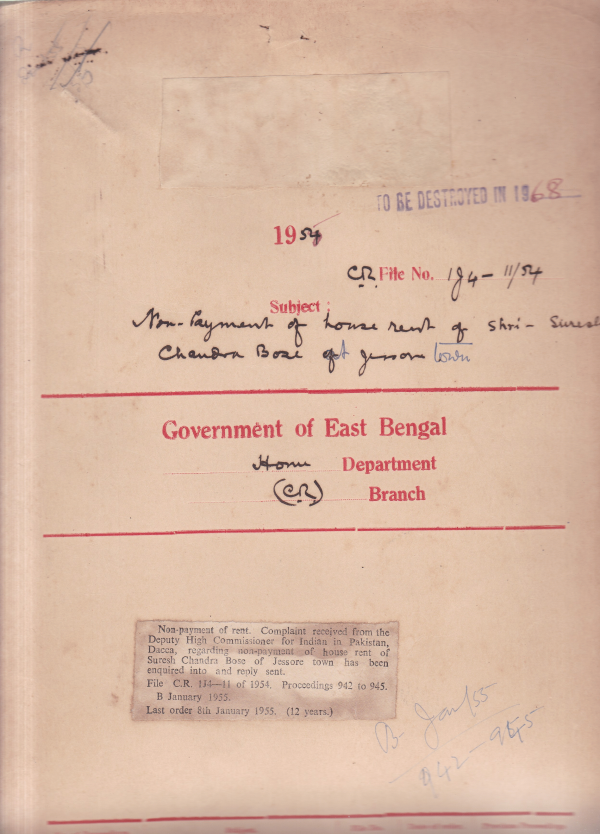 TO BE DESTROYED IN 1968
1954
C.R. File No. 1J4-11/54
Subject :
Non-Payment of house rent of Shri- Suresh
Chandra Bose of Jessore town
Government of East Bengal
Home Department
(C.R.) Branch
Non-payment of rent. Complaint received from the
Deputy High Commissioner for Indian in Pakistan,
Dacca, regarding non-payment of house rent of
Suresh Chandra Bose of Jessore town has been
enquired into and reply sent.
File C.R. 1J4—11 of 1954. Proceedings 942 to 945.
B January 1955.
Last order 8th January 1955. (12 years.)
B Jan/55
942 - 945